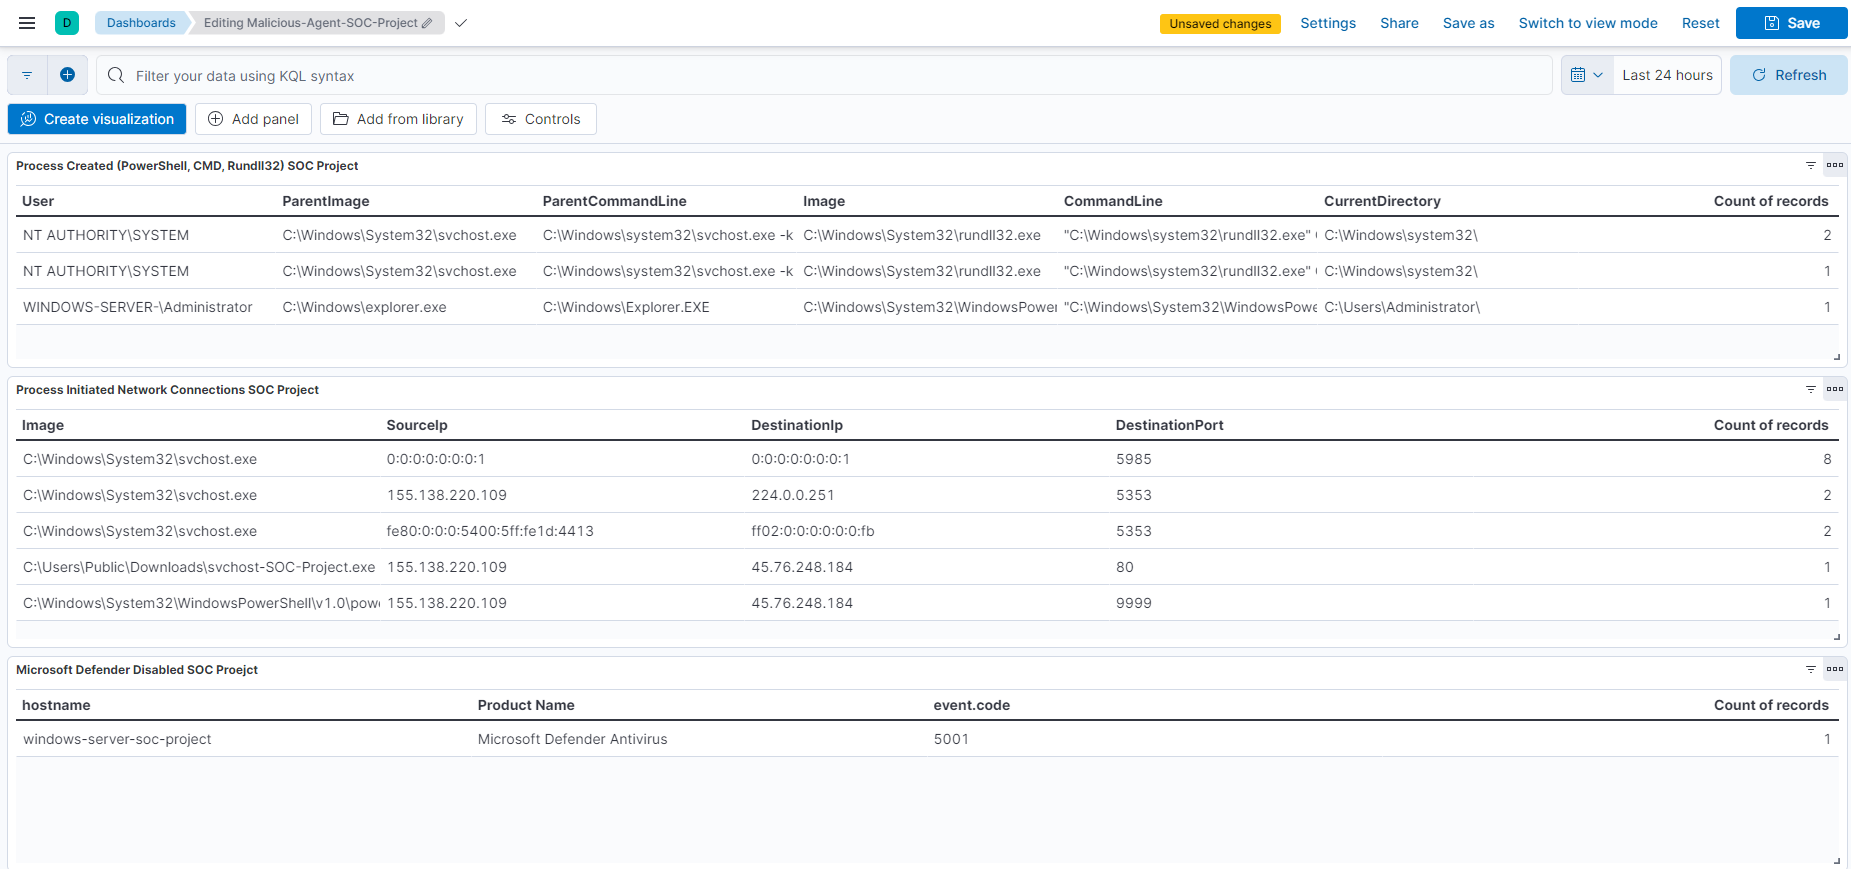 D Dashboards Editing Malicious-Agent-SOC-Project Unsaved changes Settings Share Save as Switch to view mode Reset Save
Filter your data using KQL syntax Last 24 hours Refresh
Create visualization Add panel Add from library Controls
Process Created (PowerShell, CMD, Rundll32) SOC Project
User ParentImage ParentCommandLine Image CommandLine CurrentDirectory Count of records
NT AUTHORITY\SYSTEM C:\Windows\System32\svchost.exe C:\Windows\system32\svchost.exe -k C:\Windows\System32\rundll32.exe "C:\Windows\system32\rundll32.exe" C:\Windows\system32\ 2
NT AUTHORITY\SYSTEM C:\Windows\System32\svchost.exe C:\Windows\system32\svchost.exe -k C:\Windows\System32\rundll32.exe "C:\Windows\system32\rundll32.exe" C:\Windows\system32\ 1
WINDOWS-SERVER-\Administrator C:\Windows\explorer.exe C:\Windows\Explorer.EXE C:\Windows\System32\WindowsPower "C:\Windows\System32\WindowsPowe C:\Users\Administrator\ 1
Process Initiated Network Connections SOC Project
Image SourceIp DestinationIp DestinationPort Count of records
C:\Windows\System32\svchost.exe 0:0:0:0:0:0:0:1 0:0:0:0:0:0:0:1 5985 8
C:\Windows\System32\svchost.exe 155.138.220.109 224.0.0.251 5353 2
C:\Windows\System32\svchost.exe fe80:0:0:0:5400:5ff:fe1d:4413 ff02:0:0:0:0:0:0:fb 5353 2
C:\Users\Public\Downloads\svchost-SOC-Project.exe 155.138.220.109 45.76.248.184 80 1
C:\Windows\System32\WindowsPowerShell\v1.0\powe 155.138.220.109 45.76.248.184 9999 1
Microsoft Defender Disabled SOC Proejct
hostname Product Name event.code Count of records
windows-server-soc-project Microsoft Defender Antivirus 5001 1